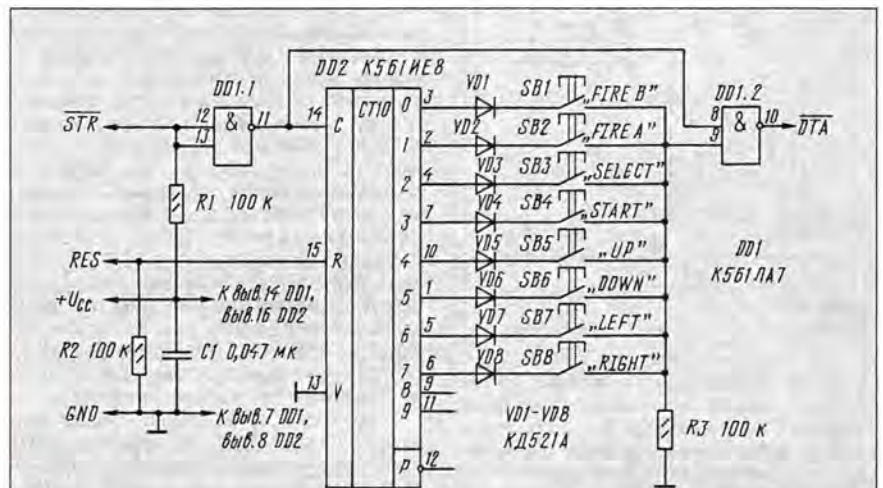 DD2 К561ИЕ8
DD1.1
STR
12
13
&
11
14
C
CT10
0
3
VD1
SB1
„FIRE B"
1
2
VD2
SB2
„FIRE A"
2
4
VD3
SB3
„SELECT"
3
7
VD4
SB4
„START"
4
10
VD5
SB5
„UP"
5
1
VD6
SB6
„DOWN"
6
5
VD7
SB7
„LEFT"
7
6
VD8
SB8
„RIGHT"
8
9
9
11
P
12
DD1.2
8
9
&
10
DTA
R1 100 к
RES
15
R
+Ucc
К выв.14 DD1,
выв.16 DD2
R2 100 к
C1 0,047 мк
13
V
GND
К выв.7 DD1,
выв.8 DD2
VD1-VD8
КД521А
DD1
К561ЛА7
R3 100 к